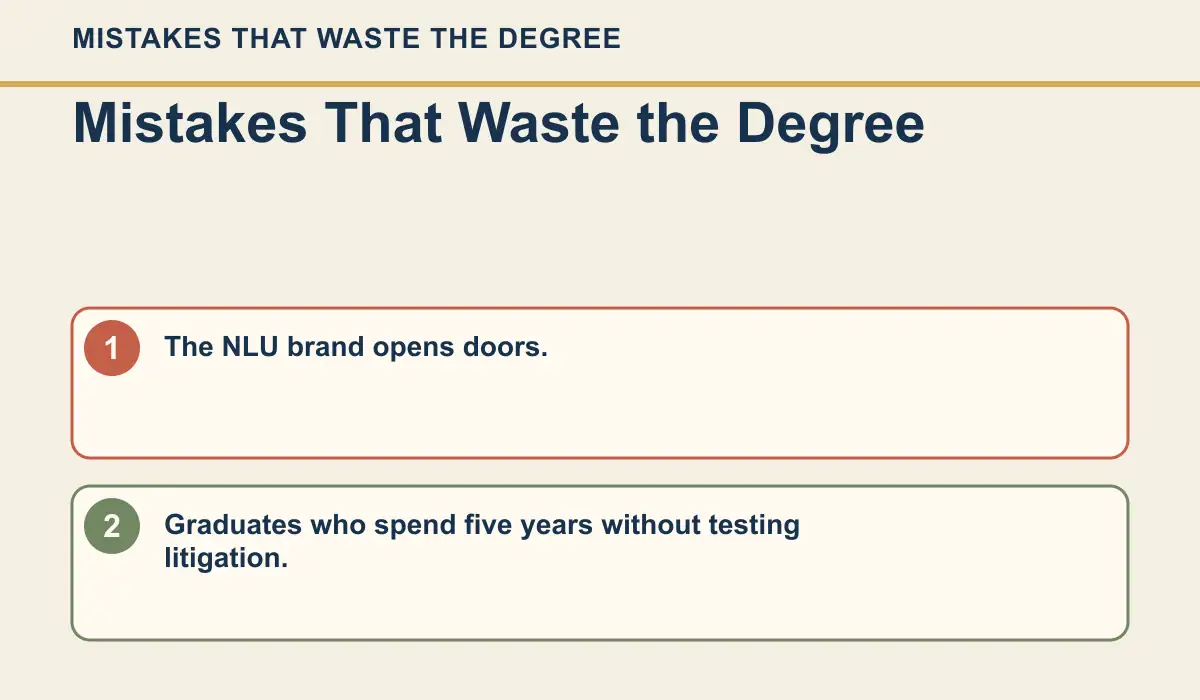 MISTAKES THAT WASTE THE DEGREE
Mistakes That Waste the Degree
1
The NLU brand opens doors.
2
Graduates who spend five years without testing
litigation.